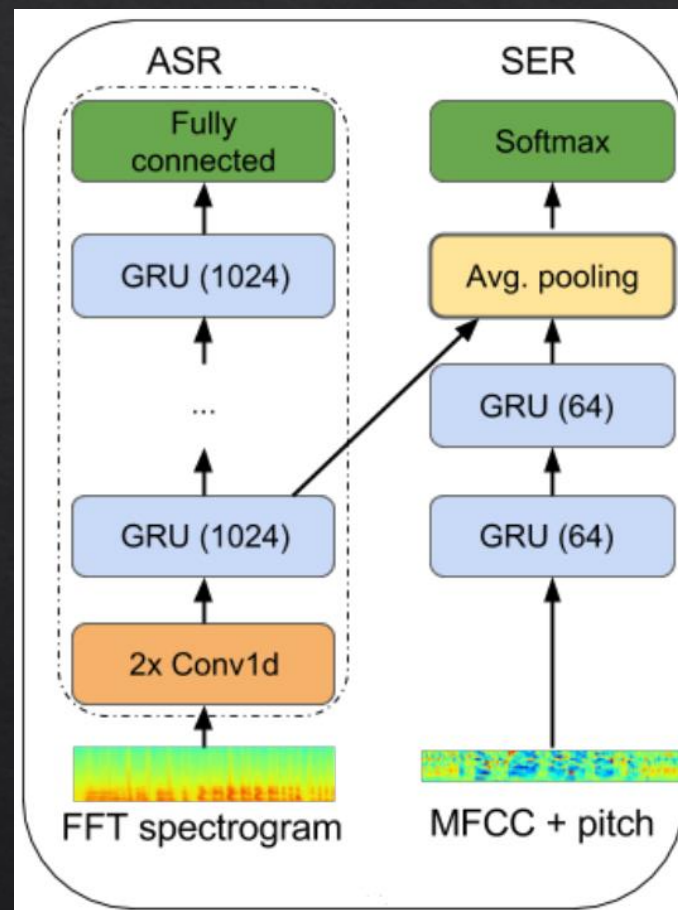 ASR
Fully
connected
GRU (1024)
...
GRU (1024)
2x Conv1d
FFT spectrogram
SER
Softmax
Avg. pooling
GRU (64)
GRU (64)
MFCC + pitch